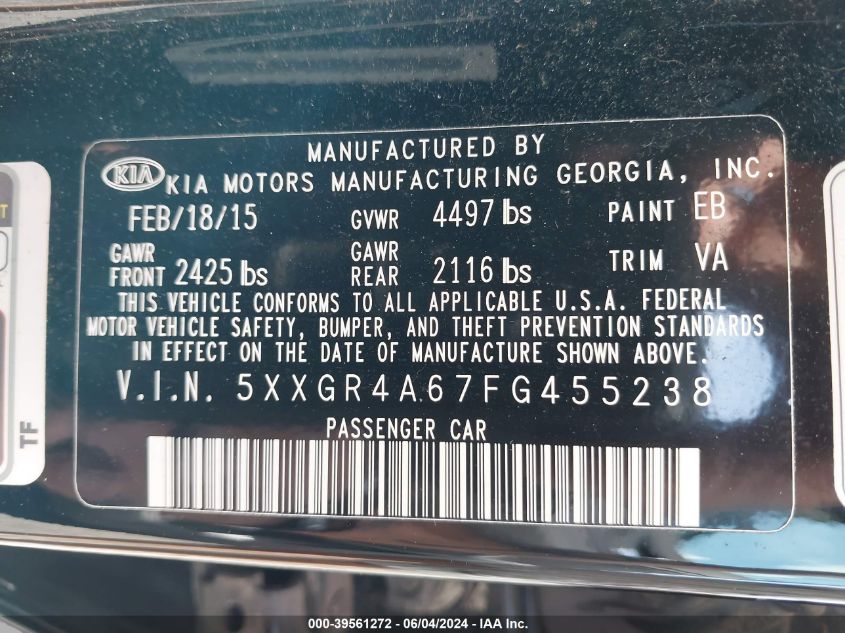 MANUFACTURED BY
KIA KIA MOTORS MANUFACTURING GEORGIA, INC.
FEB/18/15 GVWR 4497 lbs PAINT EB
GAWR FRONT 2425 lbs GAWR REAR 2116 lbs TRIM VA
THIS VEHICLE CONFORMS TO ALL APPLICABLE U.S.A. FEDERAL
MOTOR VEHICLE SAFETY, BUMPER, AND THEFT PREVENTION STANDARDS
IN EFFECT ON THE DATE OF MANUFACTURE SHOWN ABOVE.
V.I.N. 5XXGR4A67FG455238
PASSENGER CAR
TF
000-39561272 - 06/04/2024 - IAA Inc.